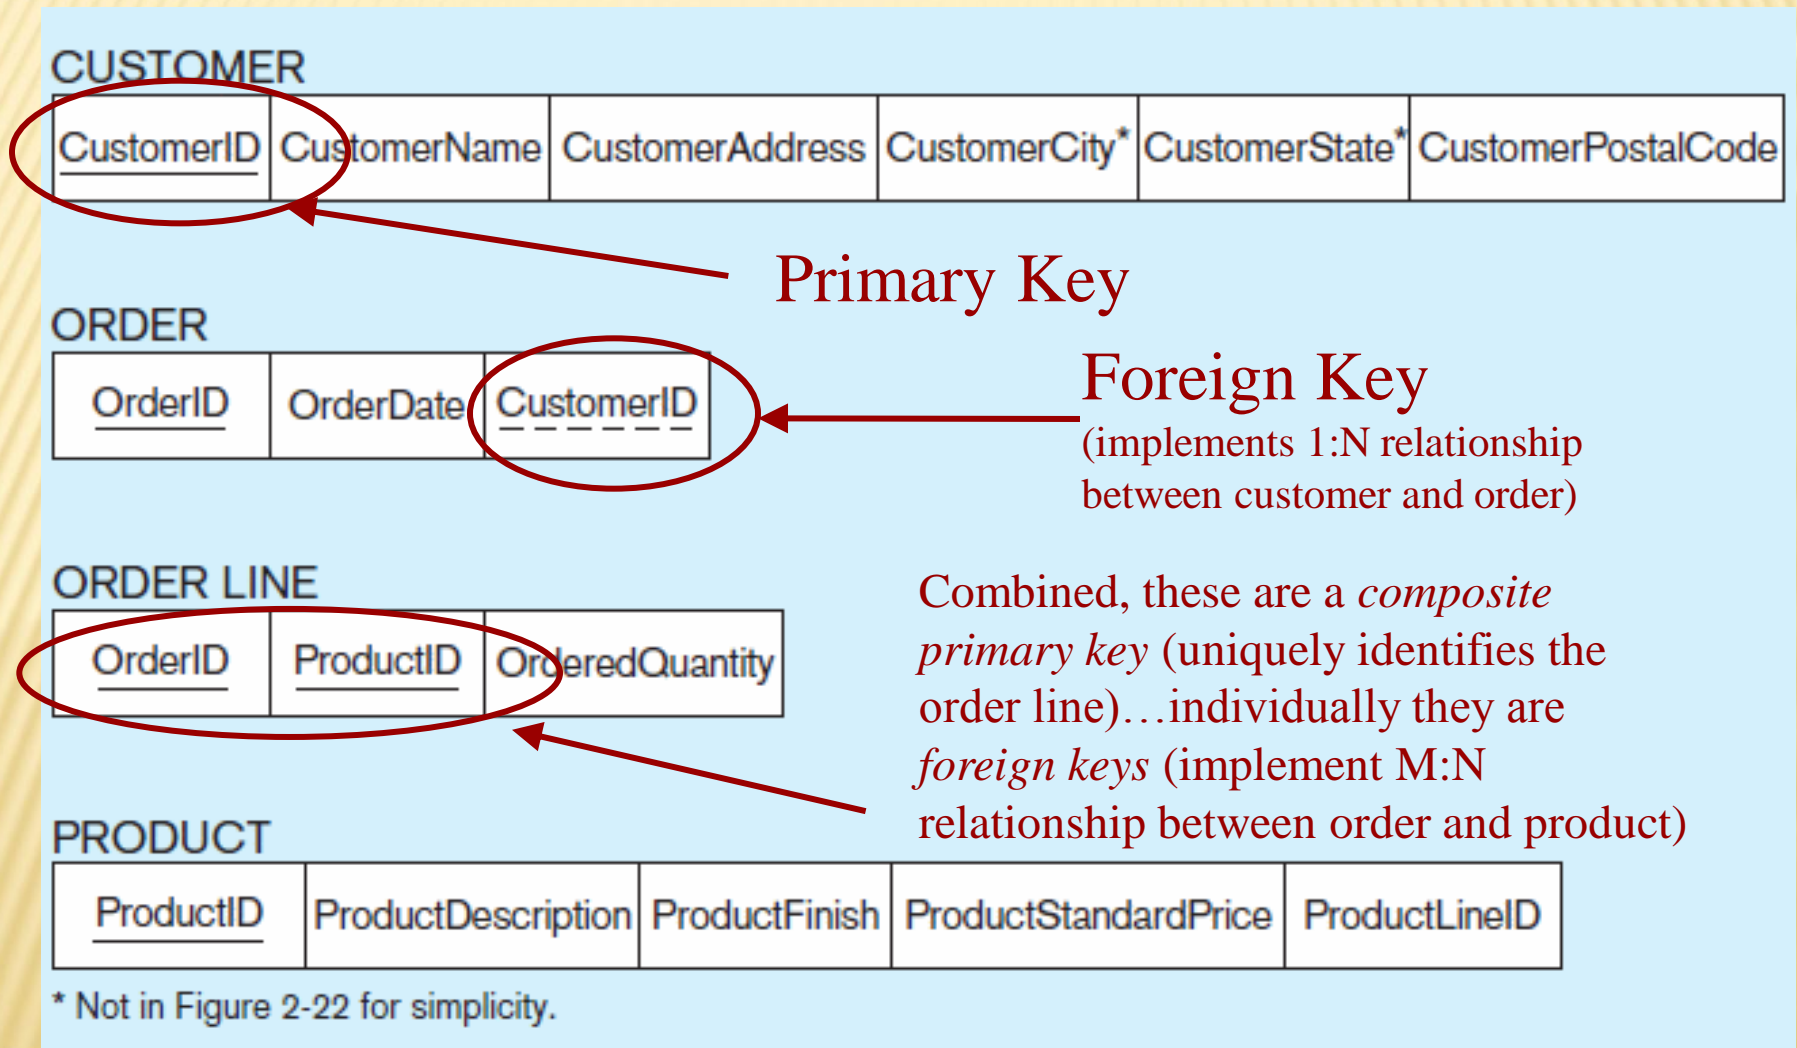 CUSTOMER
CustomerID CustomerName CustomerAddress CustomerCity* CustomerState* CustomerPostalCode
Primary Key
ORDER
OrderID OrderDate CustomerID
Foreign Key
(implements 1:N relationship
between customer and order)
ORDER LINE
OrderID ProductID OrderedQuantity
Combined, these are a composite
primary key (uniquely identifies the
order line)…individually they are
foreign keys (implement M:N
relationship between order and product)
PRODUCT
ProductID ProductDescription ProductFinish ProductStandardPrice ProductLineID
* Not in Figure 2-22 for simplicity.